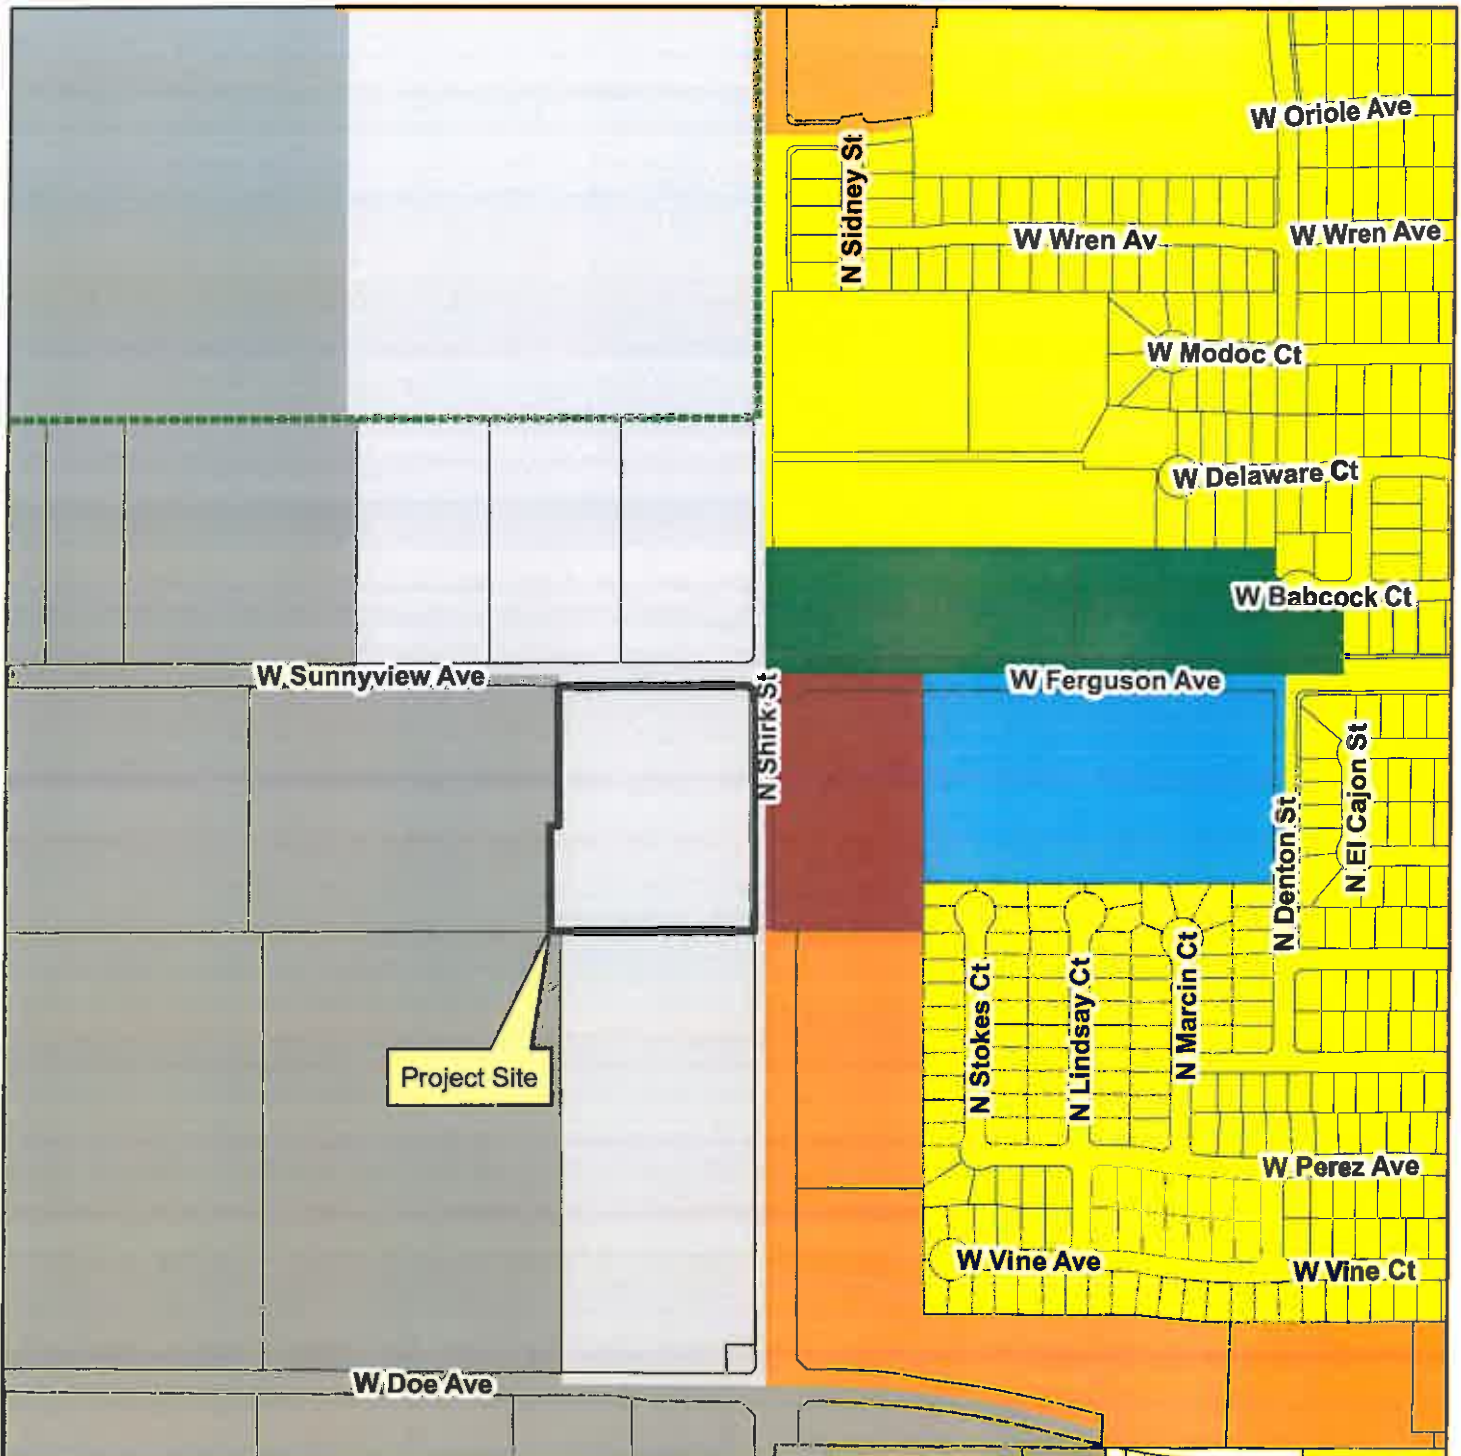 W Oriole Ave
N Sidney St
W Wren Av
W Wren Ave
W Modoc Ct
W Delaware Ct
W Babcock Ct
W Sunnyview Ave
W Ferguson Ave
N Shirk St
N El Cajon St
N Denton St
N Stokes Ct
N Lindsay Ct
N Marcin Ct
Project Site
W Perez Ave
W Vine Ave
W Vine Ct
W Doe Ave